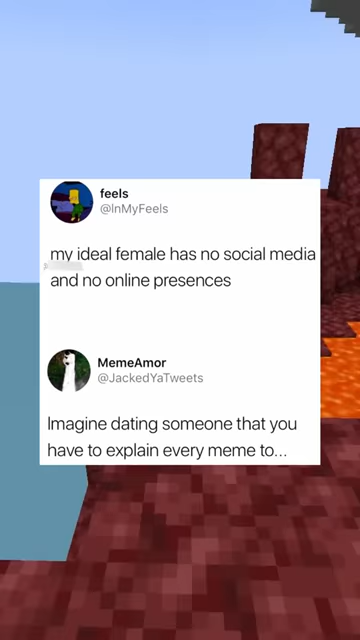 feels
@InMyFeels
my ideal female has no social media
and no online presences
MemeAmor
@JackedYaTweets
Imagine dating someone that you
have to explain every meme to...